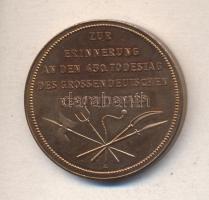 ZUR
ERINNERUNG
AN DEN 450. TODESTAG
DES GROSSEN DEUTSCHEN
darabanth